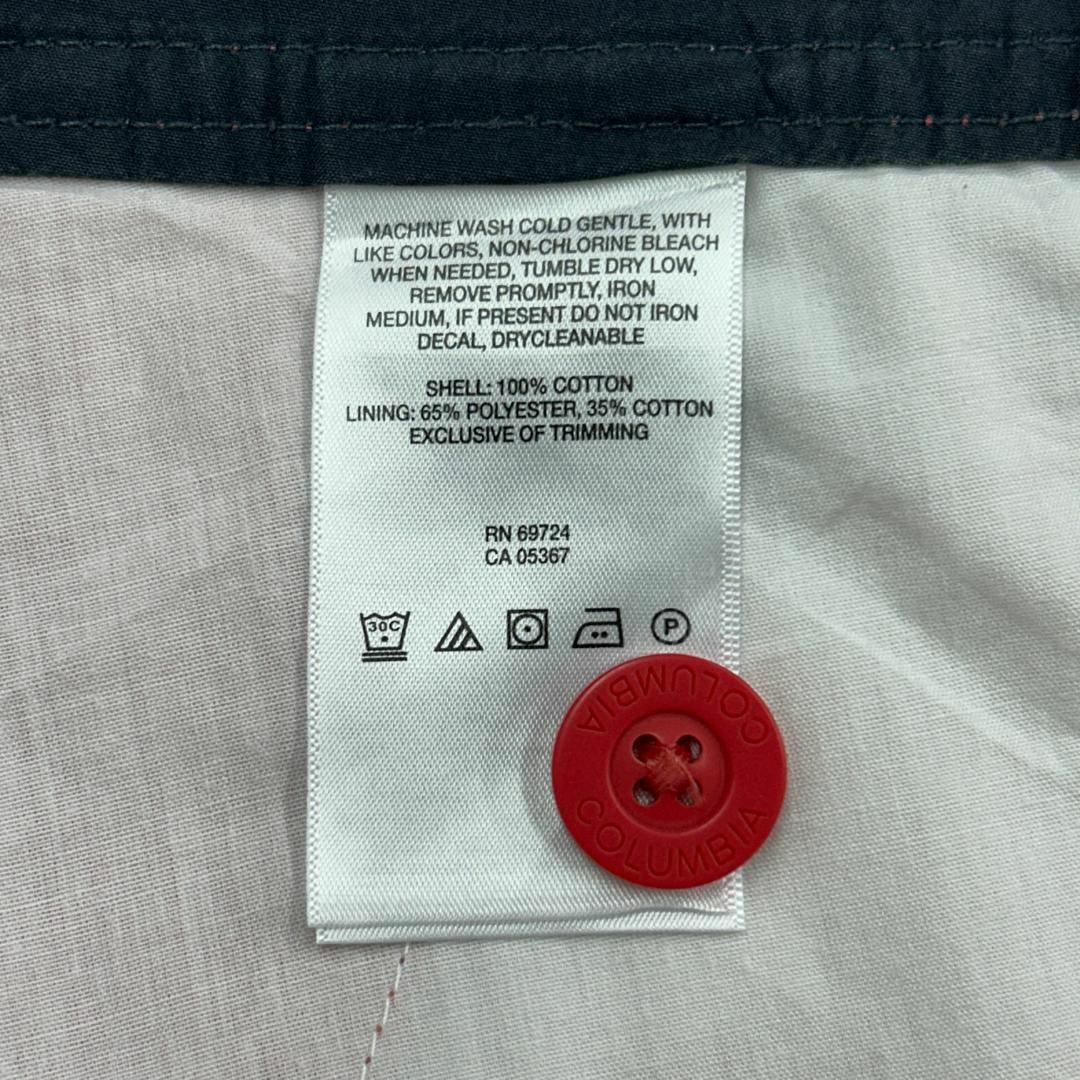 MACHINE WASH COLD GENTLE, WITH
LIKE COLORS, NON-CHLORINE BLEACH
WHEN NEEDED, TUMBLE DRY LOW,
REMOVE PROMPTLY, IRON
MEDIUM, IF PRESENT DO NOT IRON
DECAL, DRYCLEANABLE
SHELL: 100% COTTON
LINING: 65% POLYESTER, 35% COTTON
EXCLUSIVE OF TRIMMING
RN 69724
CA 05367
30C
P
COLUMBIA
COLUMBIA